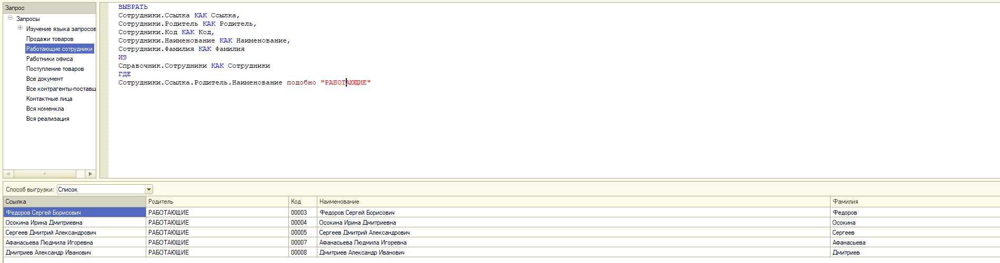 Запрос
Запросы
Изучение языка запросов
Продажи товаров
Работающие сотрудники
Работники офиса
Поступление товаров
Все документ
Все контрагенты-поставщ
Контактные лица
Вся номенкла
Вся реализация
ВЫБРАТЬ
Сотрудники.Ссылка КАК Ссылка,
Сотрудники.Родитель КАК Родитель,
Сотрудники.Код КАК Код,
Сотрудники.Наименование КАК Наименование,
Сотрудники.Фамилия КАК Фамилия
ИЗ
Справочник.Сотрудники КАК Сотрудники
ГДЕ
Сотрудники.Ссылка.Родитель.Наименование подобно "РАБОТАЮЩИЕ"
Способ выгрузки: Список
Ссылка Родитель Код Наименование Фамилия
Федоров Сергей Борисович РАБОТАЮЩИЕ 00003 Федоров Сергей Борисович Федоров
Осокина Ирина Дмитриевна РАБОТАЮЩИЕ 00004 Осокина Ирина Дмитриевна Осокина
Сергеев Дмитрий Александрович РАБОТАЮЩИЕ 00005 Сергеев Дмитрий Александрович Сергеев
Афанасьева Людмила Игоревна РАБОТАЮЩИЕ 00007 Афанасьева Людмила Игоревна Афанасьева
Дмитриев Александр Иванович РАБОТАЮЩИЕ 00008 Дмитриев Александр Иванович Дмитриев